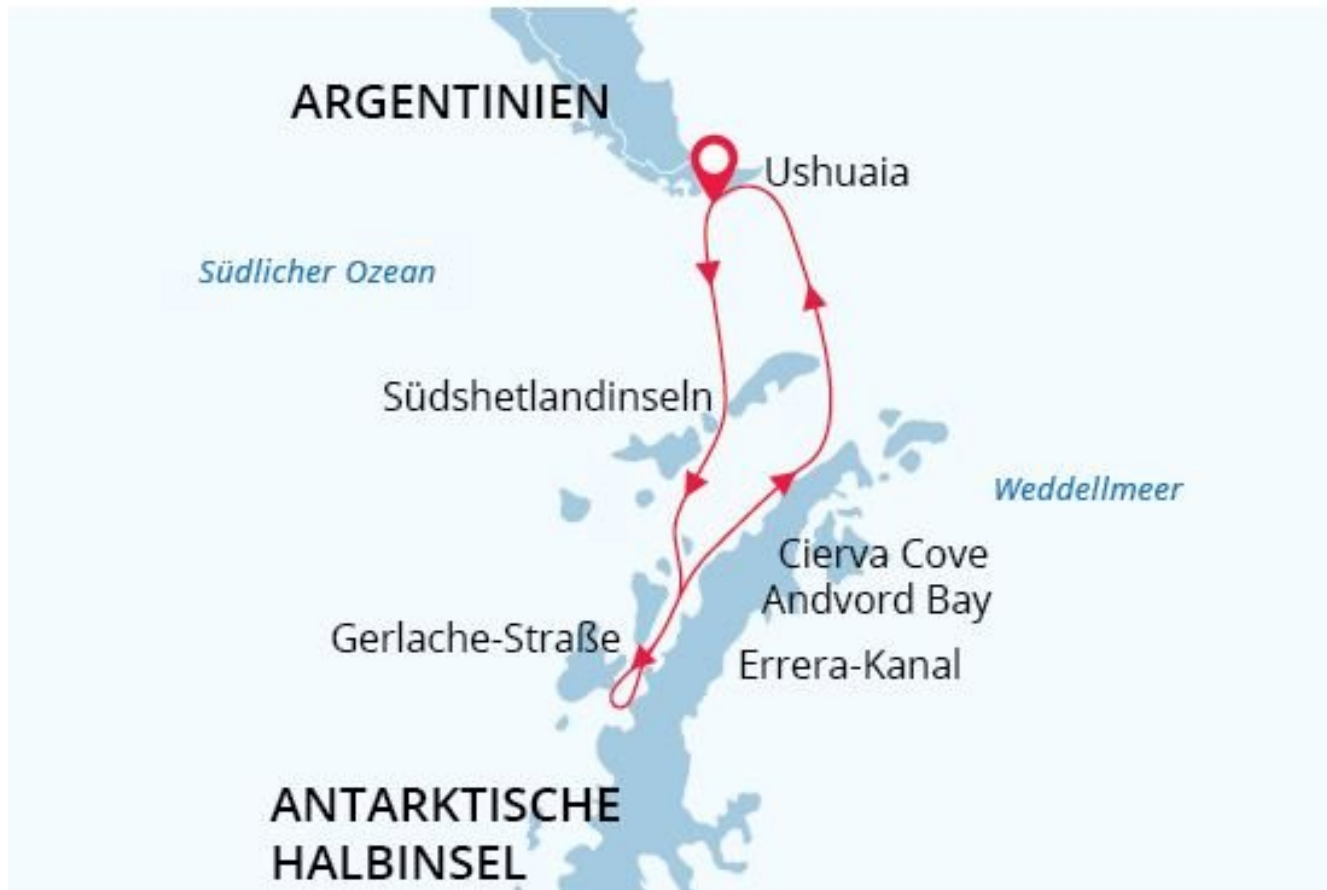 ARGENTINIEN
Ushuaia
Südlicher Ozean
Südshetlandinseln
Weddellmeer
Cierva Cove
Andvord Bay
Gerlache-Straße
Errera-Kanal
ANTARKTISCHE
HALBINSEL